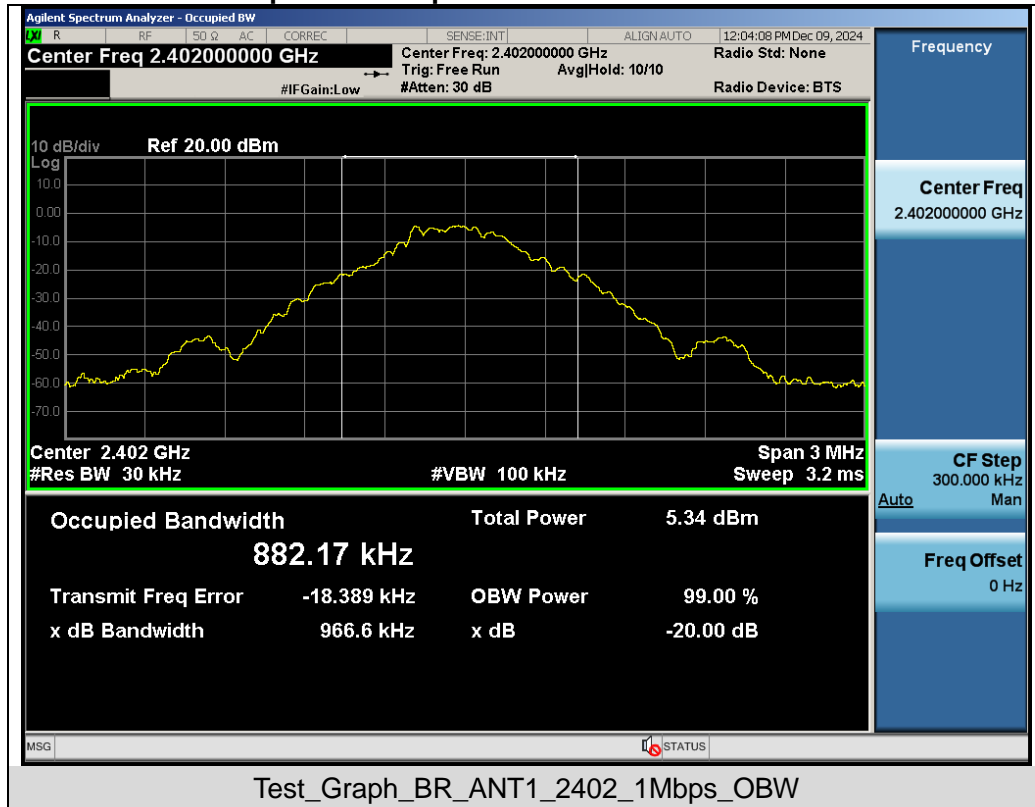 Agilent Spectrum Analyzer - Occupied BW
LXI R RF 50 Ω AC CORREC SENSE:INT ALIGN AUTO 12:04:08 PM Dec 09, 2024
Center Freq 2.402000000 GHz
Center Freq: 2.402000000 GHz Radio Std: None
Trig: Free Run Avg|Hold: 10/10
#IFGain:Low #Atten: 30 dB Radio Device: BTS
10 dB/div Ref 20.00 dBm
Log
10.0
0.00
-10.0
-20.0
-30.0
-40.0
-50.0
-60.0
-70.0
Center 2.402 GHz Span 3 MHz
#Res BW 30 kHz #VBW 100 kHz Sweep 3.2 ms
Occupied Bandwidth Total Power 5.34 dBm
882.17 kHz
Transmit Freq Error -18.389 kHz OBW Power 99.00 %
x dB Bandwidth 966.6 kHz x dB -20.00 dB
MSG STATUS
Frequency
Center Freq
2.402000000 GHz
CF Step
300.000 kHz
Auto Man
Freq Offset
0 Hz
Test_Graph_BR_ANT1_2402_1Mbps_OBW